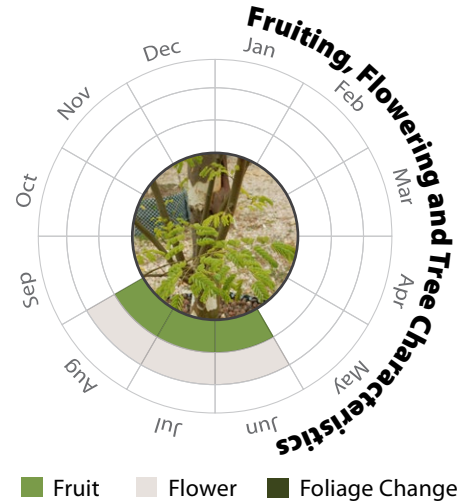 Fruiting, Flowering and Tree Characteristics
Jan
Feb
Mar
Apr
May
Jun
Jul
Aug
Sep
Oct
Nov
Dec
Fruit Flower Foliage Change